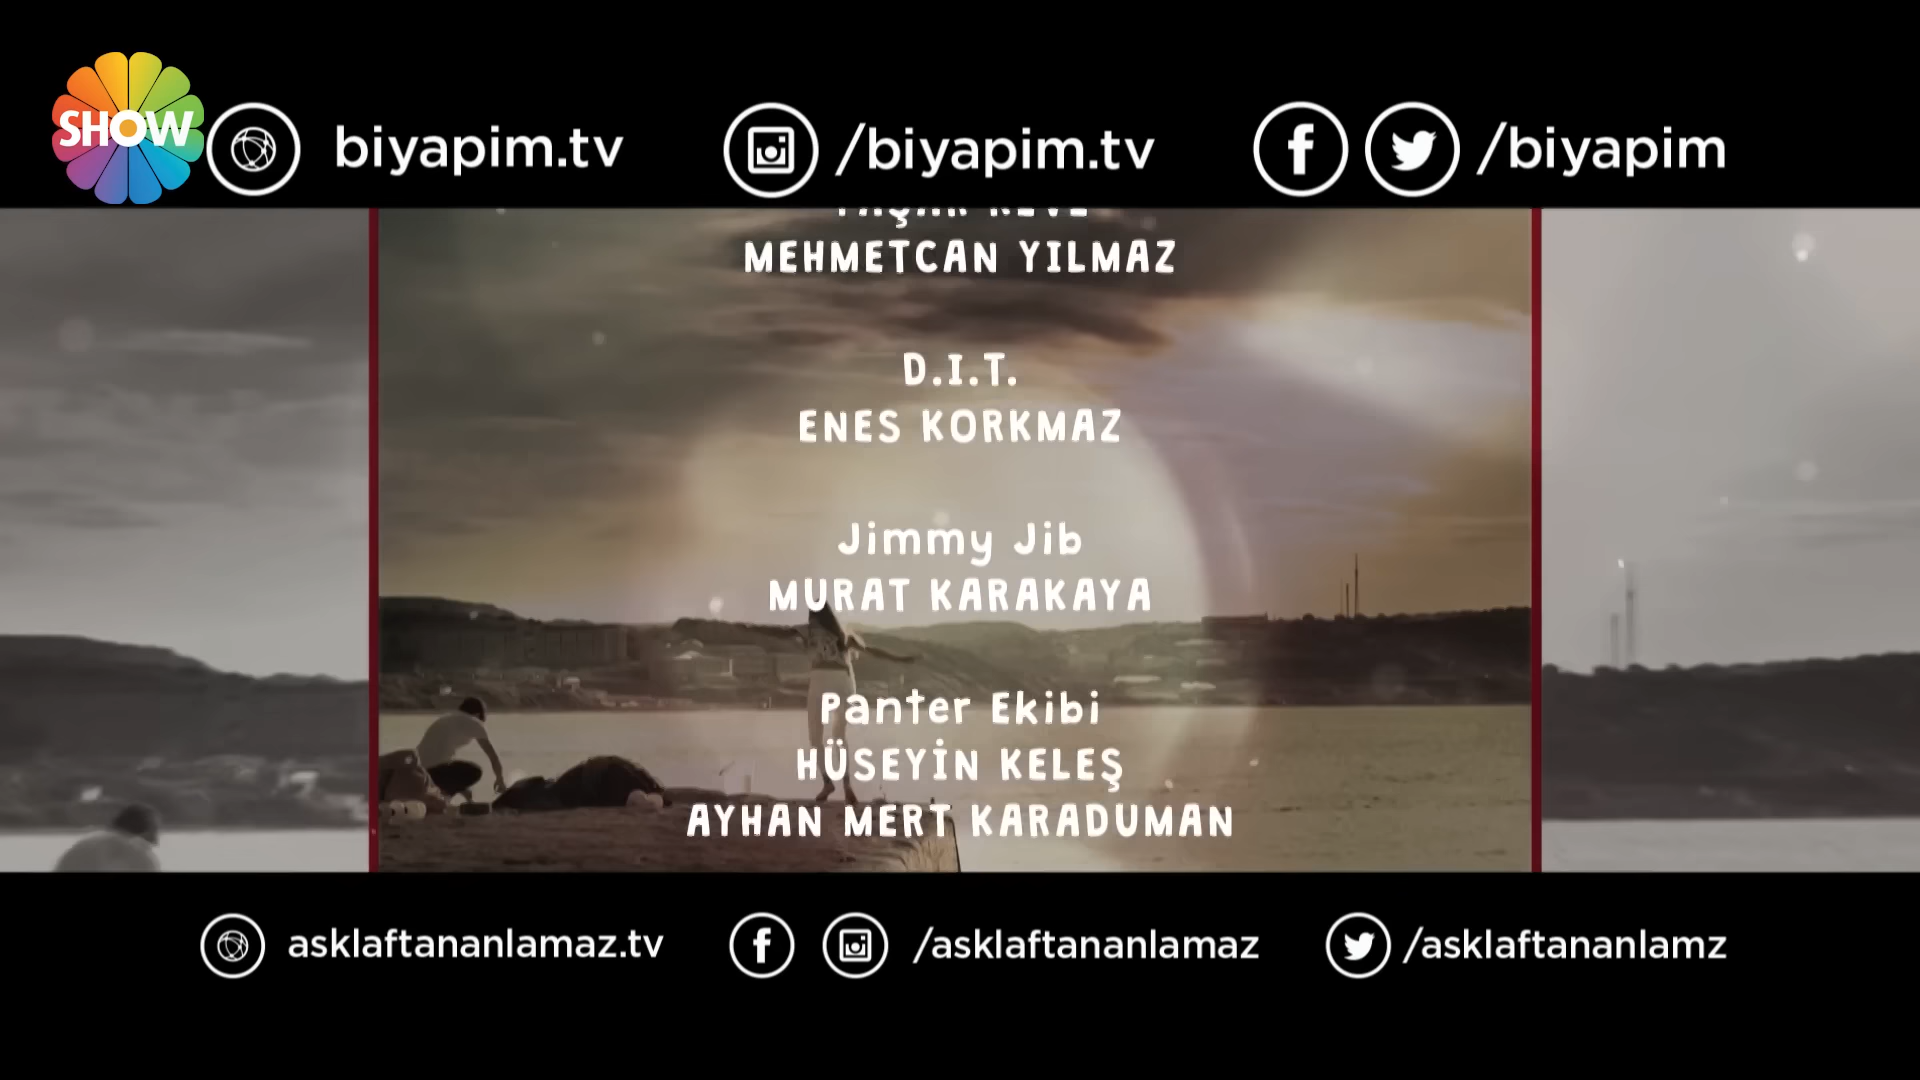 SHOW
biyapim.tv
/biyapim.tv
/biyapim
MEHMETCAN YILMAZ
D.I.T.
ENES KORKMAZ
Jimmy Jib
MURAT KARAKAYA
Panter Ekibi
HÜSEYİN KELEŞ
AYHAN MERT KARADUMAN
asklaftananlamaz.tv
/asklaftananlamaz
/asklaftananlamz